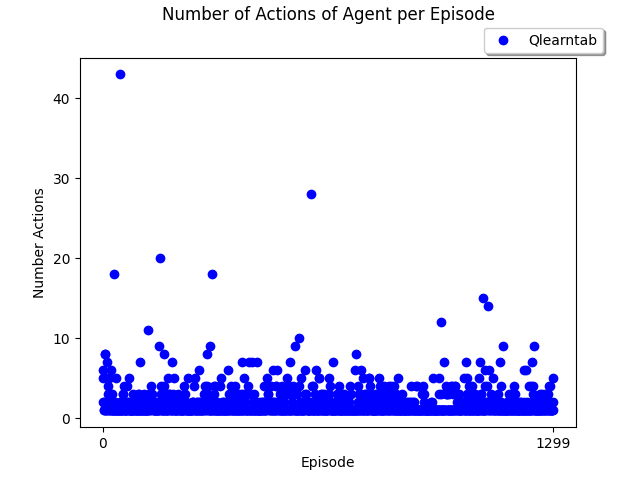 Number of Actions of Agent per Episode
Qlearntab
40
30
20
10
0
Number Actions
0
1299
Episode